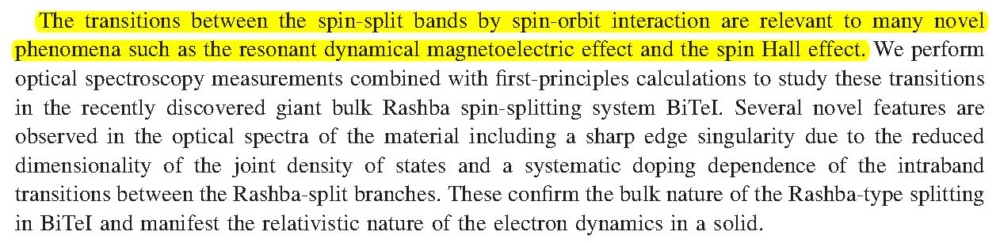 The transitions between the spin-split bands by spin-orbit interaction are relevant to many novel
phenomena such as the resonant dynamical magnetoelectric effect and the spin Hall effect. We perform
optical spectroscopy measurements combined with first-principles calculations to study these transitions
in the recently discovered giant bulk Rashba spin-splitting system BiTeI. Several novel features are
observed in the optical spectra of the material including a sharp edge singularity due to the reduced
dimensionality of the joint density of states and a systematic doping dependence of the intraband
transitions between the Rashba-split branches. These confirm the bulk nature of the Rashba-type splitting
in BiTeI and manifest the relativistic nature of the electron dynamics in a solid.